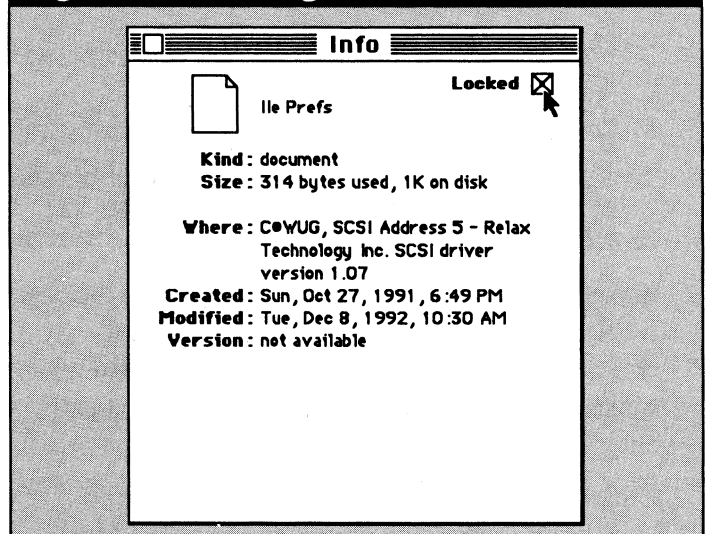 Info
Locked
IIe Prefs
Kind: document
Size: 314 bytes used, 1K on disk
Where: C●WUG, SCSI Address 5 - Relax
Technology Inc. SCSI driver
version 1.07
Created: Sun, Oct 27, 1991, 6:49 PM
Modified: Tue, Dec 8, 1992, 10:30 AM
Version: not available